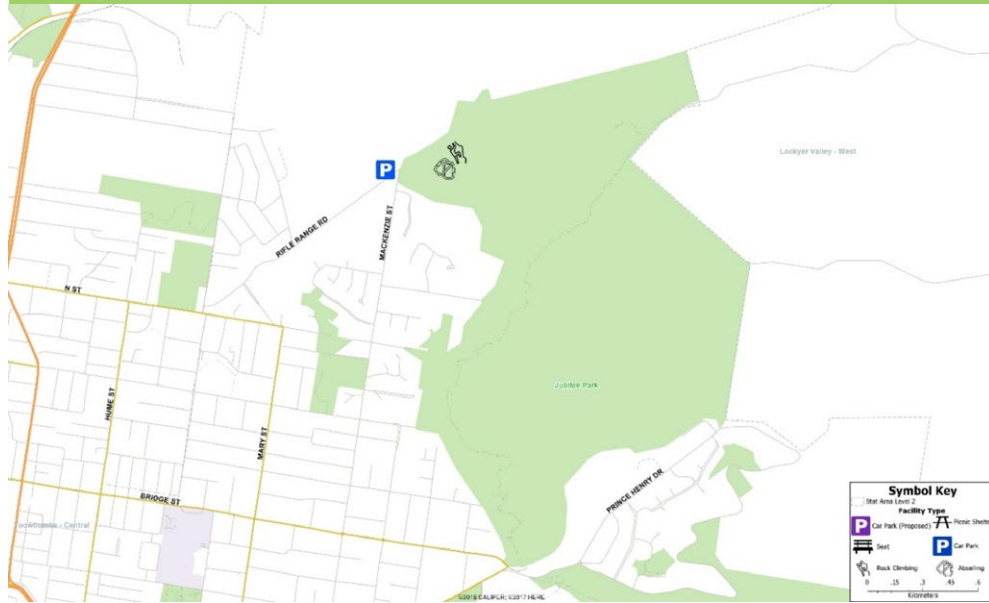 Lockyer Valley - West
P
RIFLE RANGE RD
MACKENZIE ST
N ST
HUME ST
MARY ST
Jubilee Park
BRIDGE ST
PRINCE HENRY DR
- Central
©2018 CALIPER; ©2017 HERE
Symbol Key
Stat Area Level 2
Facility Type
P Car Park (Proposed) Picnic Shelte
Seat P Car Park
Rock Climbing Abseiling
0 .15 .3 .45 .6
Kilometers